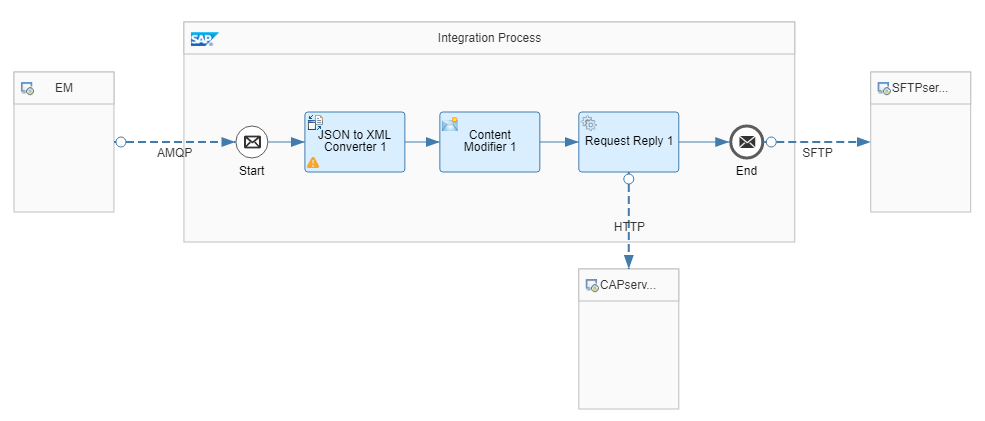 SAP
Integration Process
EM
SFTPser...
AMQP
Start
JSON to XML
Converter 1
Content
Modifier 1
Request Reply 1
End
SFTP
HTTP
CAPserv...